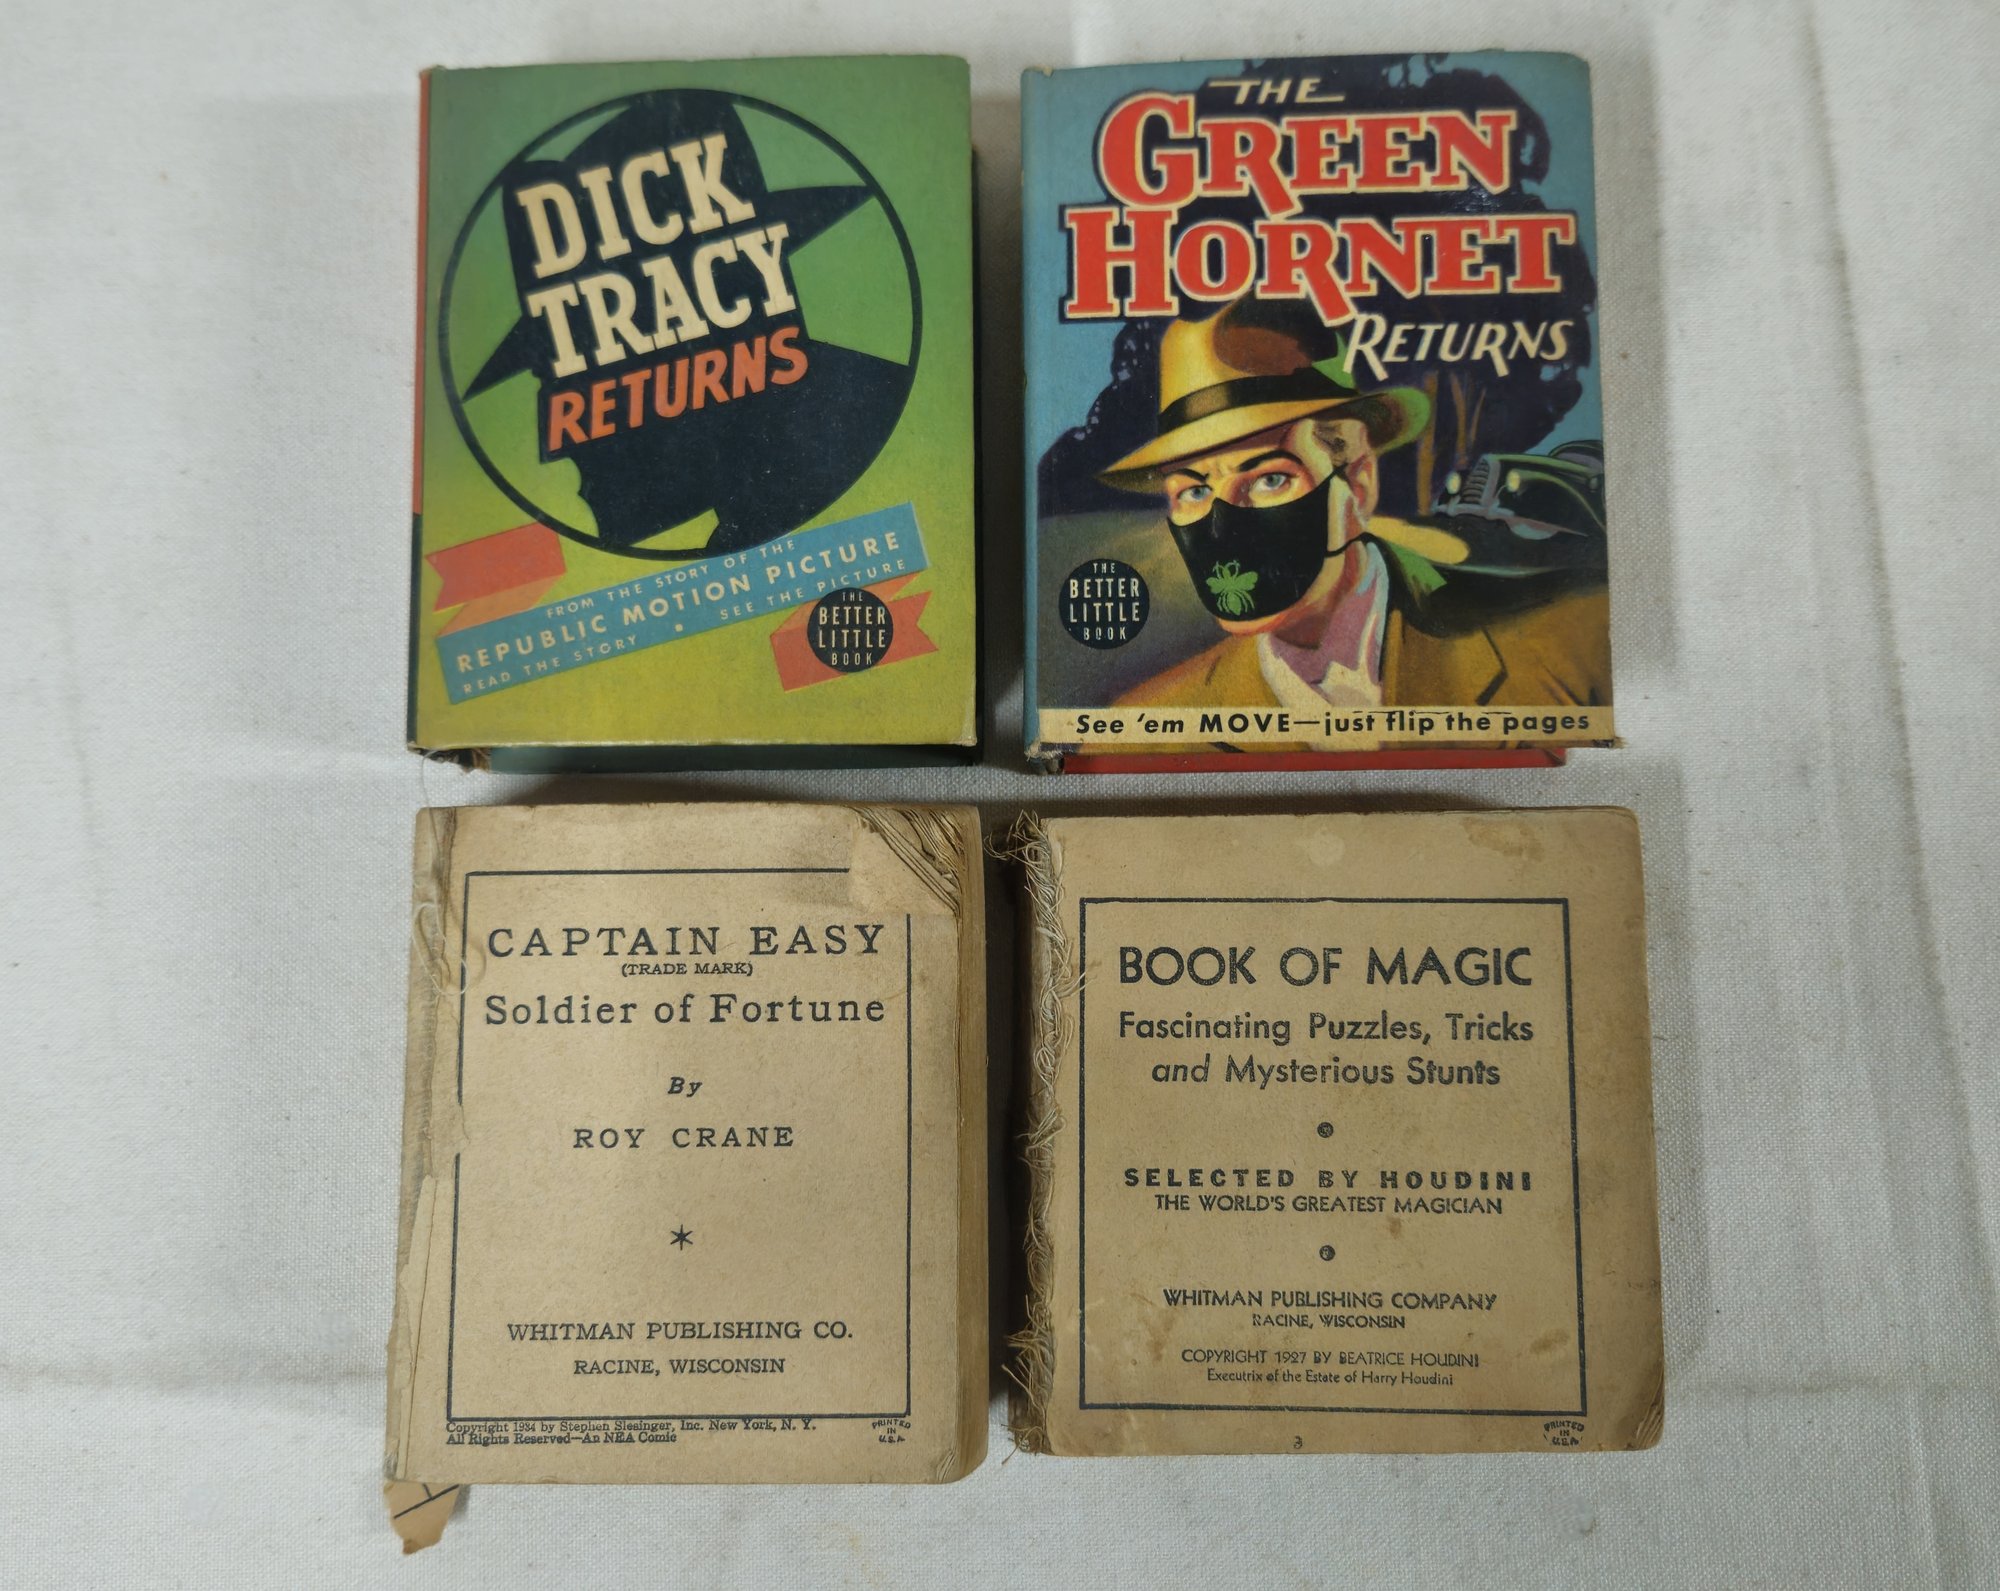 DICK
TRACY
RETURNS
FROM THE STORY OF THE
REPUBLIC MOTION PICTURE
READ THE STORY • SEE THE PICTURE
THE
BETTER
LITTLE
BOOK
THE
GREEN
HORNET
RETURNS
THE
BETTER
LITTLE
BOOK
See 'em MOVE—just flip the pages
CAPTAIN EASY
(TRADE MARK)
Soldier of Fortune
By
ROY CRANE
WHITMAN PUBLISHING CO.
RACINE, WISCONSIN
Copyright 1934 by Stephen Slesinger, Inc. New York, N. Y.
All Rights Reserved—An NEA Comic
PRINTED
IN
U.S.A.
BOOK OF MAGIC
Fascinating Puzzles, Tricks
and Mysterious Stunts
SELECTED BY HOUDINI
THE WORLD'S GREATEST MAGICIAN
WHITMAN PUBLISHING COMPANY
RACINE, WISCONSIN
COPYRIGHT 1927 BY BEATRICE HOUDINI
Executrix of the Estate of Harry Houdini
3
PRINTED
IN
U.S.A.